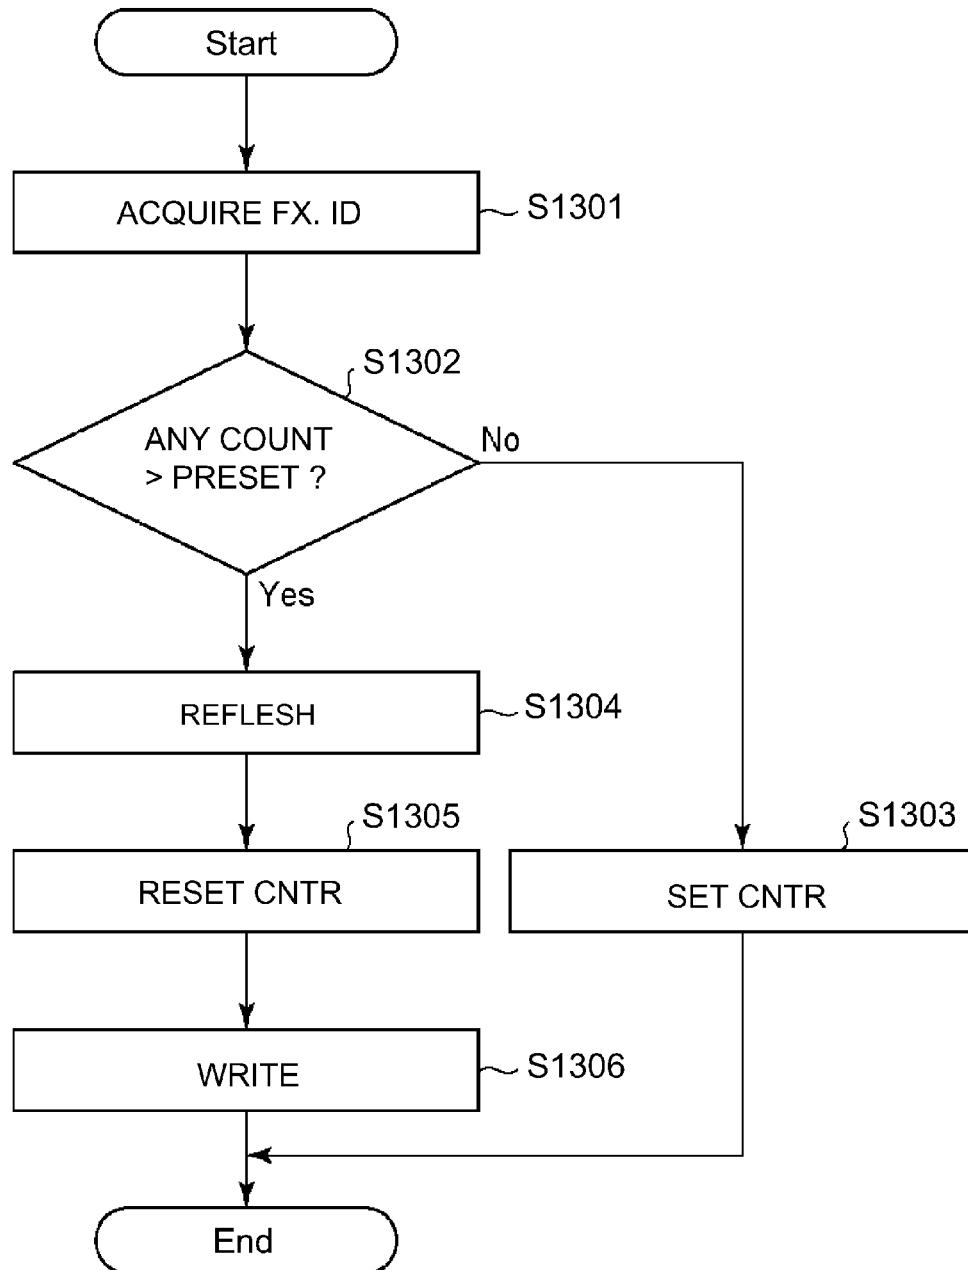 Start
ACQUIRE FX. ID
S1301
S1302
ANY COUNT
> PRESET ?
No
Yes
REFLESH
S1304
S1305
RESET CNTR
S1303
SET CNTR
WRITE
S1306
End